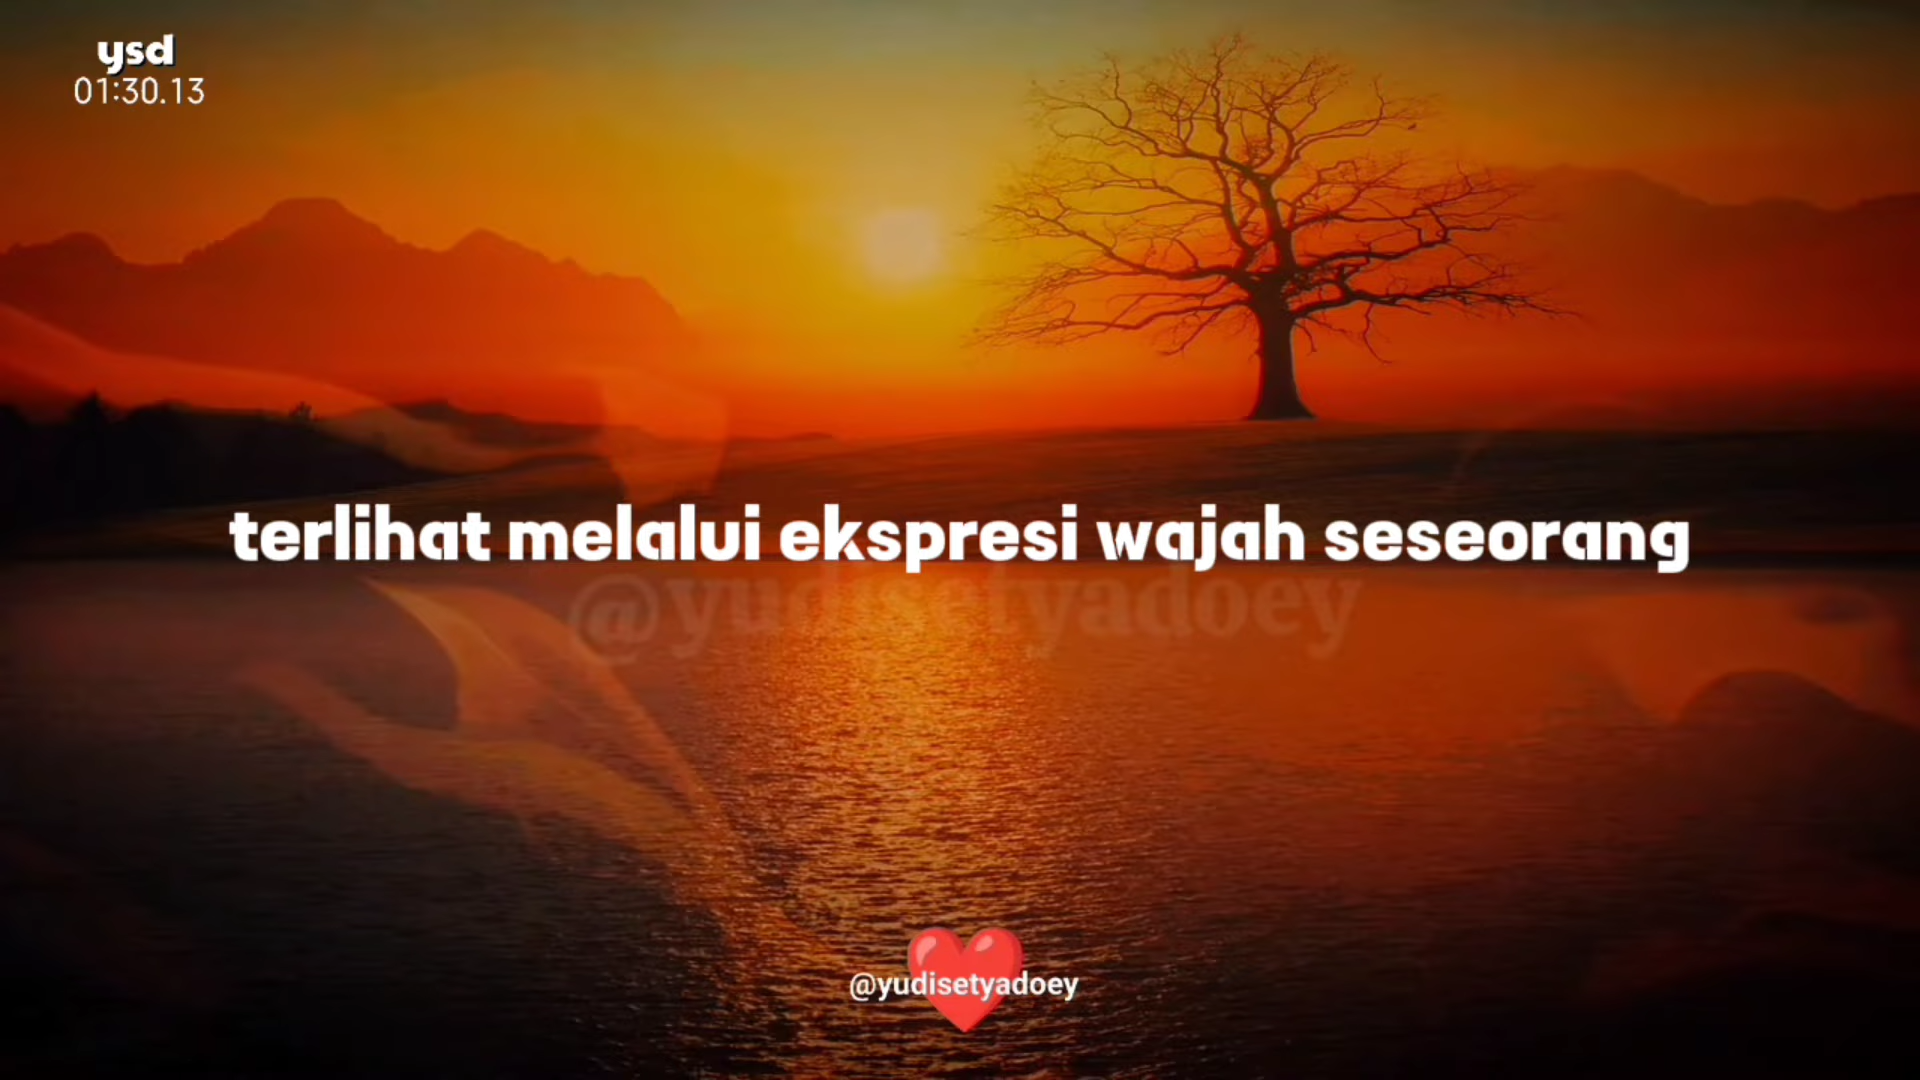 ysd
01:30.13
terlihat melalui ekspresi wajah seseorang
@yudisetyadoey
@yudisetyadoey